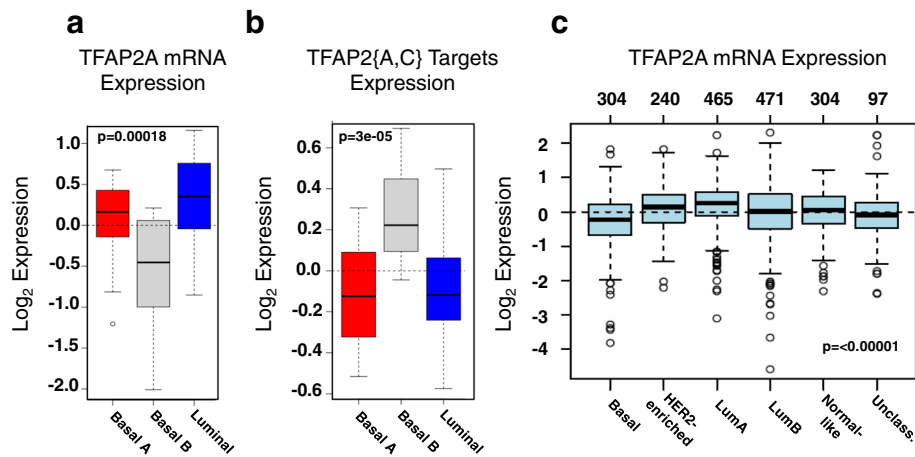 a
TFAP2A mRNA
Expression
Log2 Expression
1.0
0.5
0.0
-0.5
-1.0
-1.5
-2.0
p=0.00018
Basal A
Basal B
Luminal
b
TFAP2{A,C} Targets
Expression
Log2 Expression
0.6
0.4
0.2
0.0
-0.2
-0.4
-0.6
p=3e-05
Basal A
Basal B
Luminal
c
TFAP2A mRNA Expression
304 240 465 471 304 97
Log2 Expression
2
1
0
-1
-2
-3
-4
p=<0.00001
Basal
HER2-
enriched
LumA
LumB
Normal-
like
Unclass.